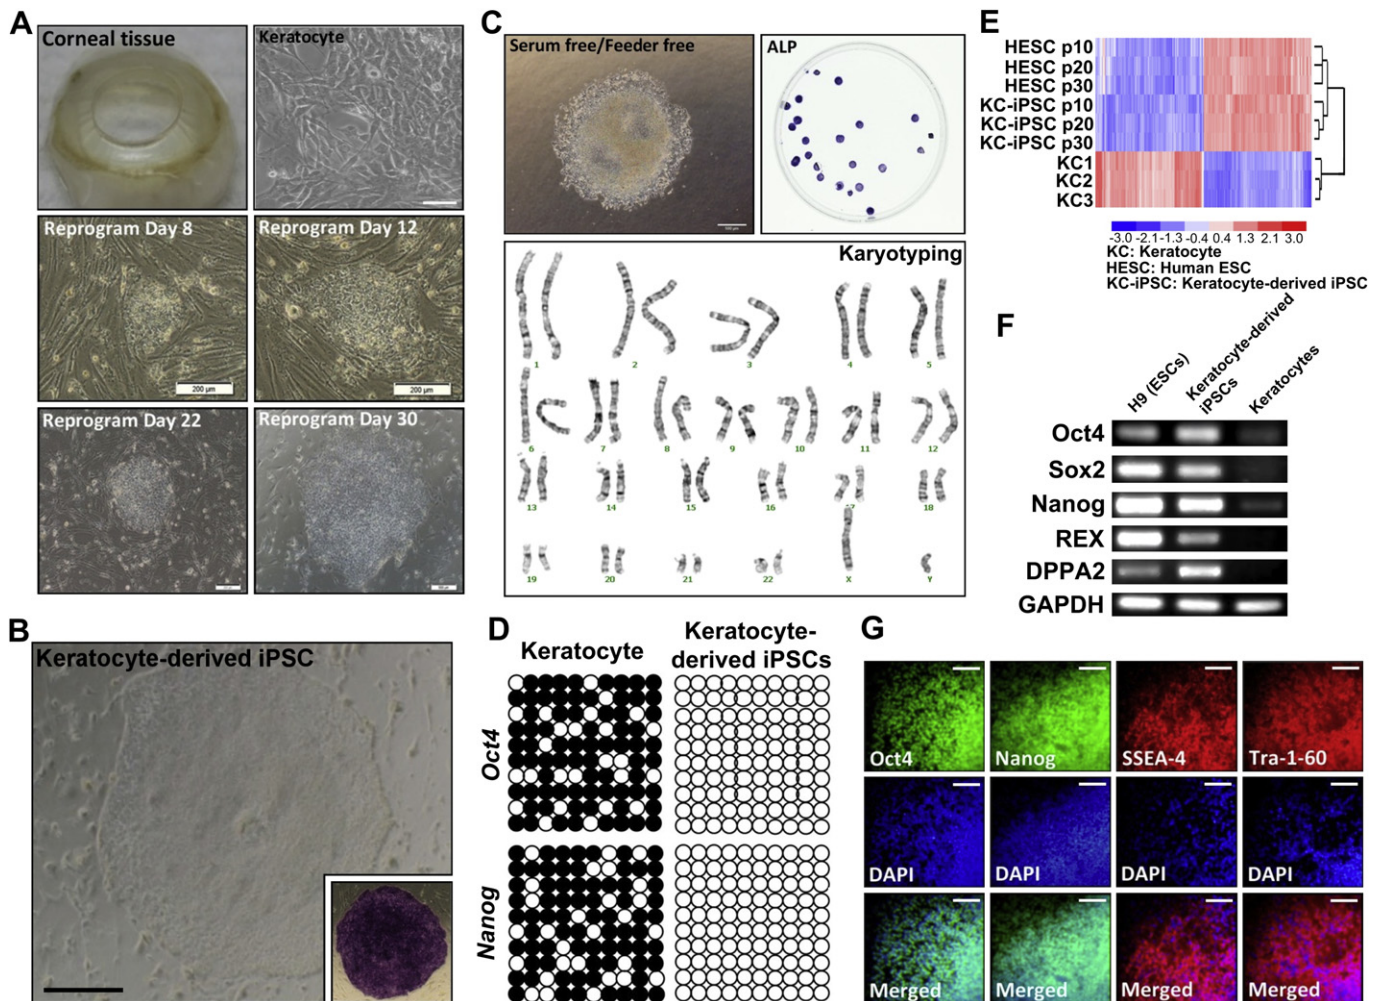 A
Corneal tissue
Keratocyte
Reprogram Day 8
Reprogram Day 12
200 µm
200 µm
Reprogram Day 22
Reprogram Day 30
B
Keratocyte-derived iPSC
C
Serum free/Feeder free
ALP
Karyotyping
1 2 3 4 5
6 7 8 9 10 11 12
13 14 15 16 17 18
19 20 21 22 X Y
D
Keratocyte
Keratocyte-
derived iPSCs
Oct4
Nanog
E
HESC p10
HESC p20
HESC p30
KC-iPSC p10
KC-iPSC p20
KC-iPSC p30
KC1
KC2
KC3
-3.0 -2.1 -1.3 -0.4 0.4 1.3 2.1 3.0
KC: Keratocyte
HESC: Human ESC
KC-iPSC: Keratocyte-derived iPSC
F
H9 (ESCs)
Keratocyte-derived
iPSCs
Keratocytes
Oct4
Sox2
Nanog
REX
DPPA2
GAPDH
G
Oct4 Nanog SSEA-4 Tra-1-60
DAPI DAPI DAPI DAPI
Merged Merged Merged Merged